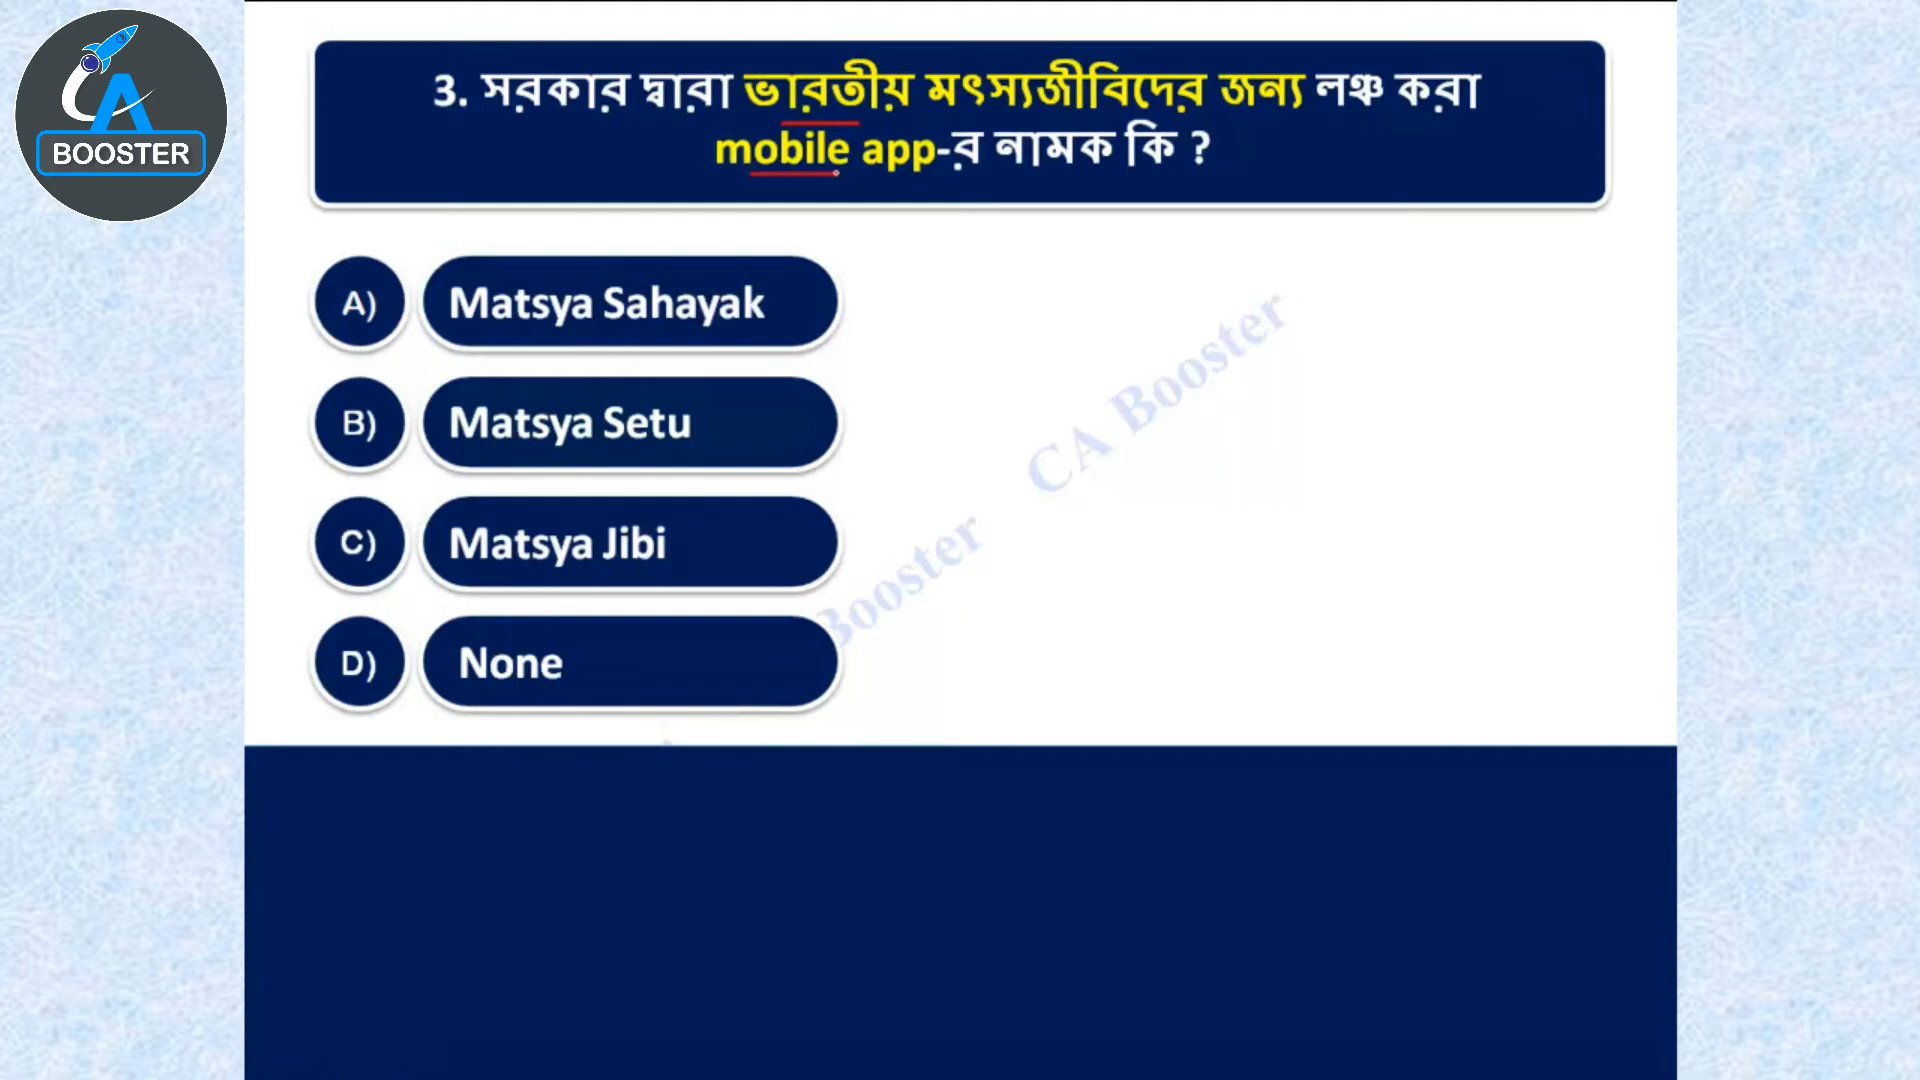 A
BOOSTER
3. সরকার দ্বারা ভারতীয় মৎস্যজীবিদের জন্য লঞ্চ করা
mobile app-র নামক কি ?
A) Matsya Sahayak
B) Matsya Setu
C) Matsya Jibi
D) None
CA Booster
Booster